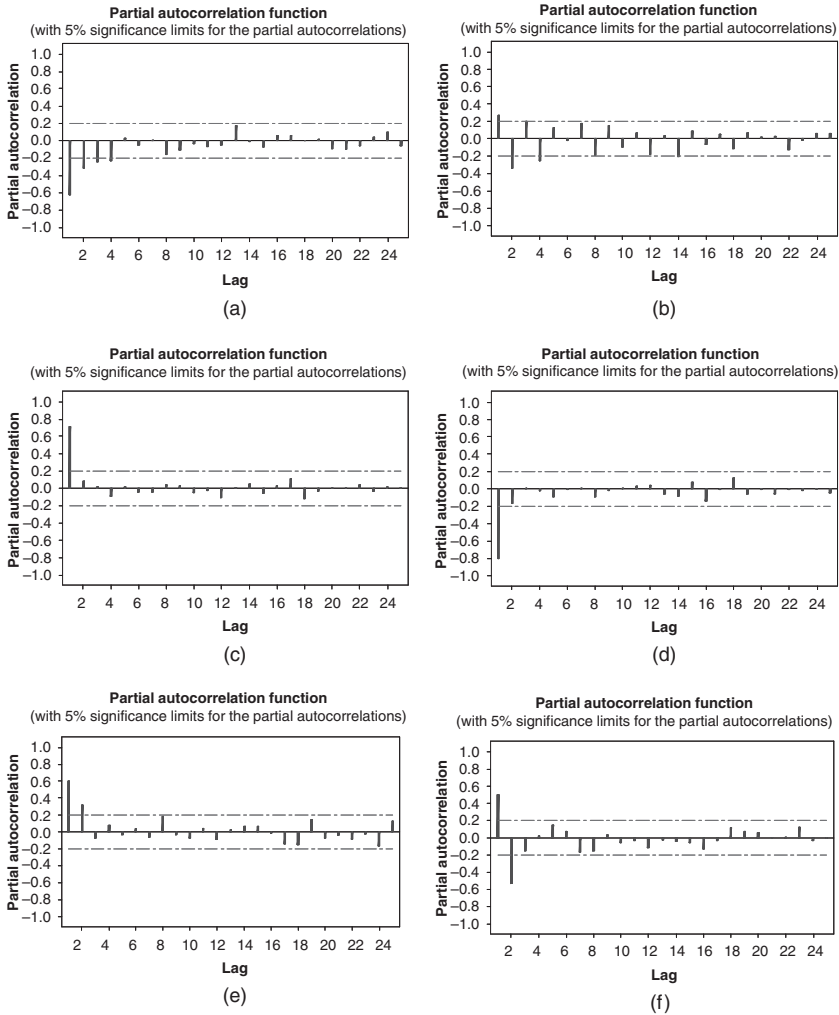 Partial autocorrelation function
(with 5% significance limits for the partial autocorrelations)
1.0
0.8
0.6
0.4
0.2
0.0
−0.2
−0.4
−0.6
−0.8
−1.0
Partial autocorrelation
2 4 6 8 10 12 14 16 18 20 22 24
Lag
(a)
Partial autocorrelation function
(with 5% significance limits for the partial autocorrelations)
1.0
0.8
0.6
0.4
0.2
0.0
−0.2
−0.4
−0.6
−0.8
−1.0
Partial autocorrelation
2 4 6 8 10 12 14 16 18 20 22 24
Lag
(b)
Partial autocorrelation function
(with 5% significance limits for the partial autocorrelations)
1.0
0.8
0.6
0.4
0.2
0.0
−0.2
−0.4
−0.6
−0.8
−1.0
Partial autocorrelation
2 4 6 8 10 12 14 16 18 20 22 24
Lag
(c)
Partial autocorrelation function
(with 5% significance limits for the partial autocorrelations)
1.0
0.8
0.6
0.4
0.2
0.0
−0.2
−0.4
−0.6
−0.8
−1.0
Partial autocorrelation
2 4 6 8 10 12 14 16 18 20 22 24
Lag
(d)
Partial autocorrelation function
(with 5% significance limits for the partial autocorrelations)
1.0
0.8
0.6
0.4
0.2
0.0
−0.2
−0.4
−0.6
−0.8
−1.0
Partial autocorrelation
2 4 6 8 10 12 14 16 18 20 22 24
Lag
(e)
Partial autocorrelation function
(with 5% significance limits for the partial autocorrelations)
1.0
0.8
0.6
0.4
0.2
0.0
−0.2
−0.4
−0.6
−0.8
−1.0
Partial autocorrelation
2 4 6 8 10 12 14 16 18 20 22 24
Lag
(f)